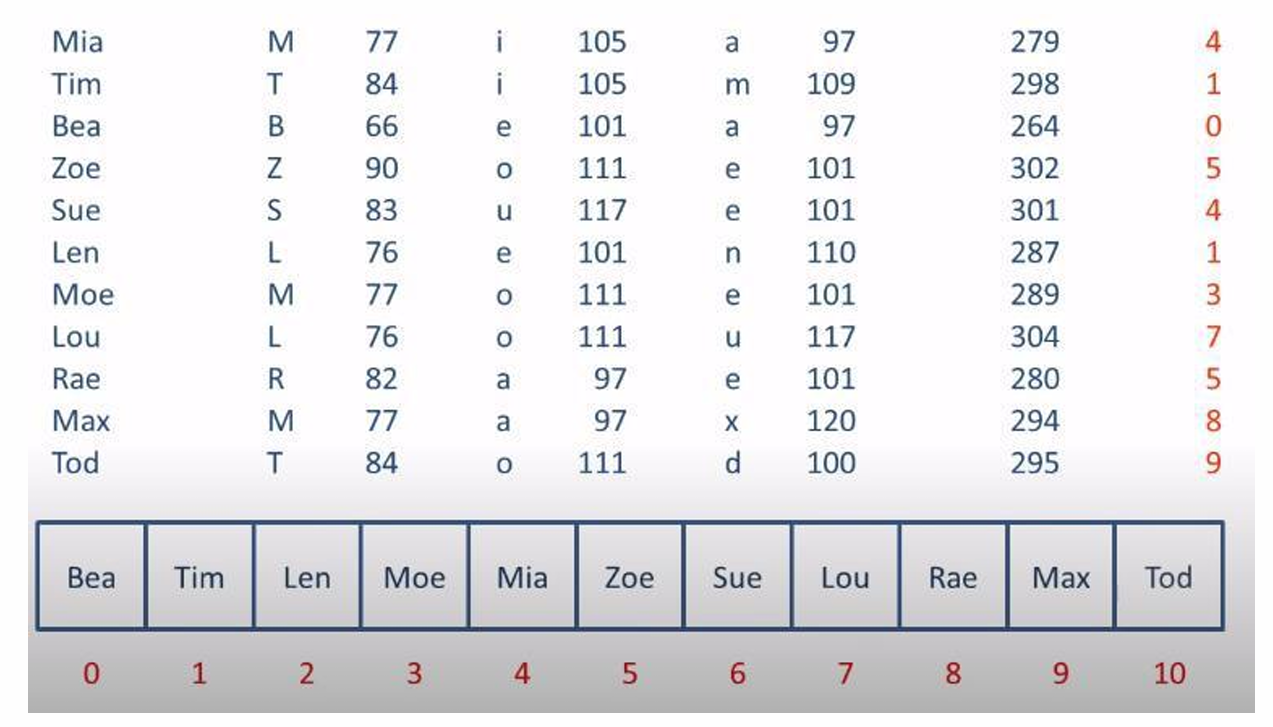 Mia M 77 i 105 a 97 279 4
Tim T 84 i 105 m 109 298 1
Bea B 66 e 101 a 97 264 0
Zoe Z 90 o 111 e 101 302 5
Sue S 83 u 117 e 101 301 4
Len L 76 e 101 n 110 287 1
Moe M 77 o 111 e 101 289 3
Lou L 76 o 111 u 117 304 7
Rae R 82 a 97 e 101 280 5
Max M 77 a 97 x 120 294 8
Tod T 84 o 111 d 100 295 9
Bea Tim Len Moe Mia Zoe Sue Lou Rae Max Tod
0 1 2 3 4 5 6 7 8 9 10